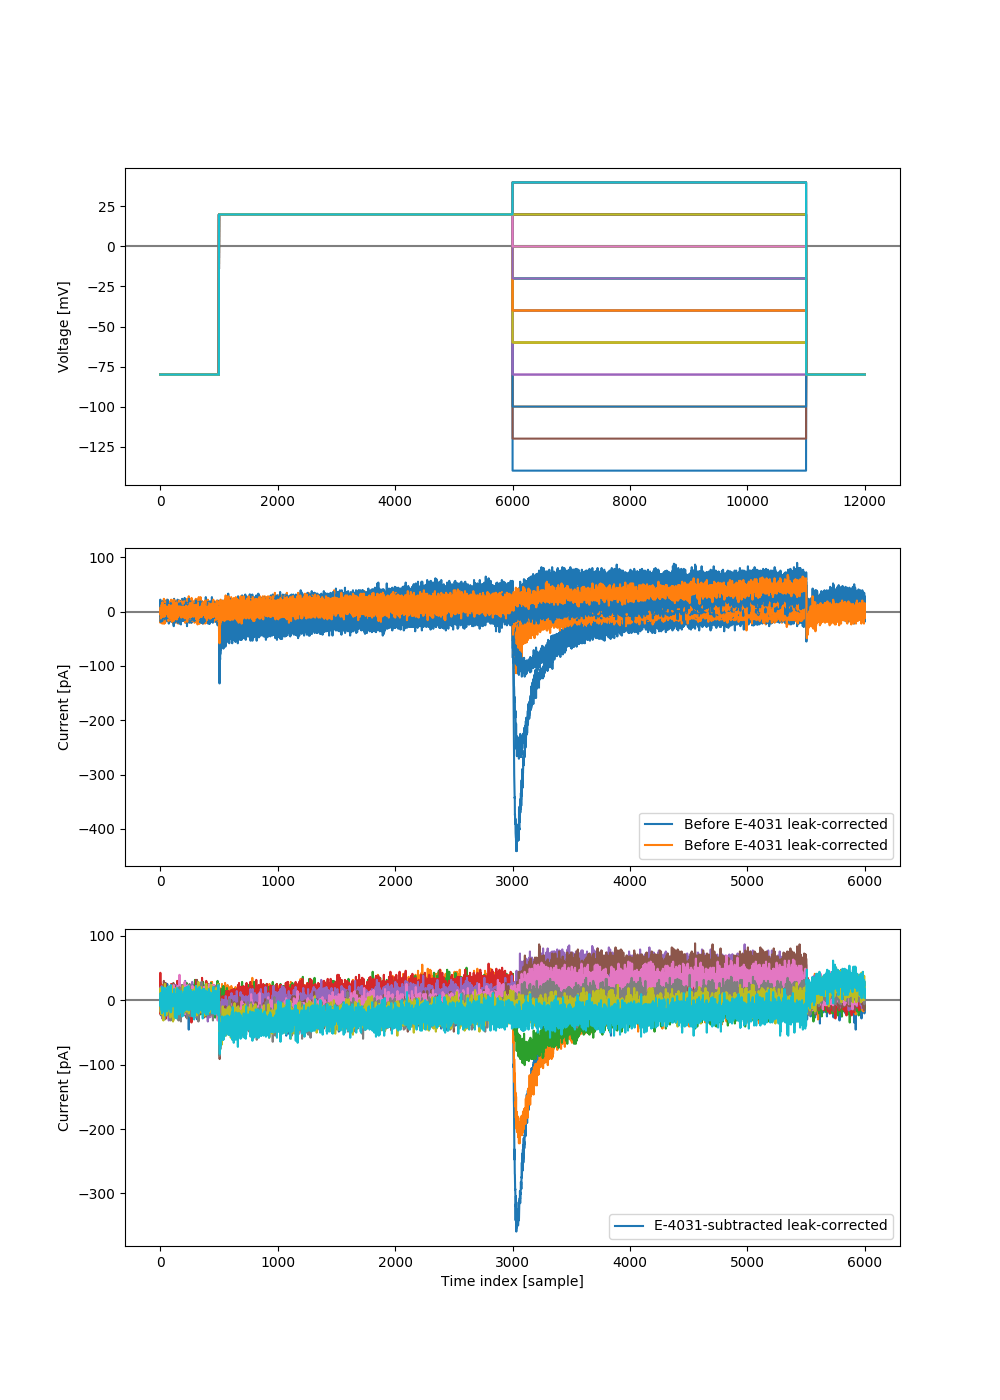 25
0
−25
−50
−75
−100
−125
Voltage [mV]
0 2000 4000 6000 8000 10000 12000
100
0
−100
−200
−300
−400
Current [pA]
Before E-4031 leak-corrected
Before E-4031 leak-corrected
0 1000 2000 3000 4000 5000 6000
100
0
−100
−200
−300
Current [pA]
E-4031-subtracted leak-corrected
0 1000 2000 3000 4000 5000 6000
Time index [sample]